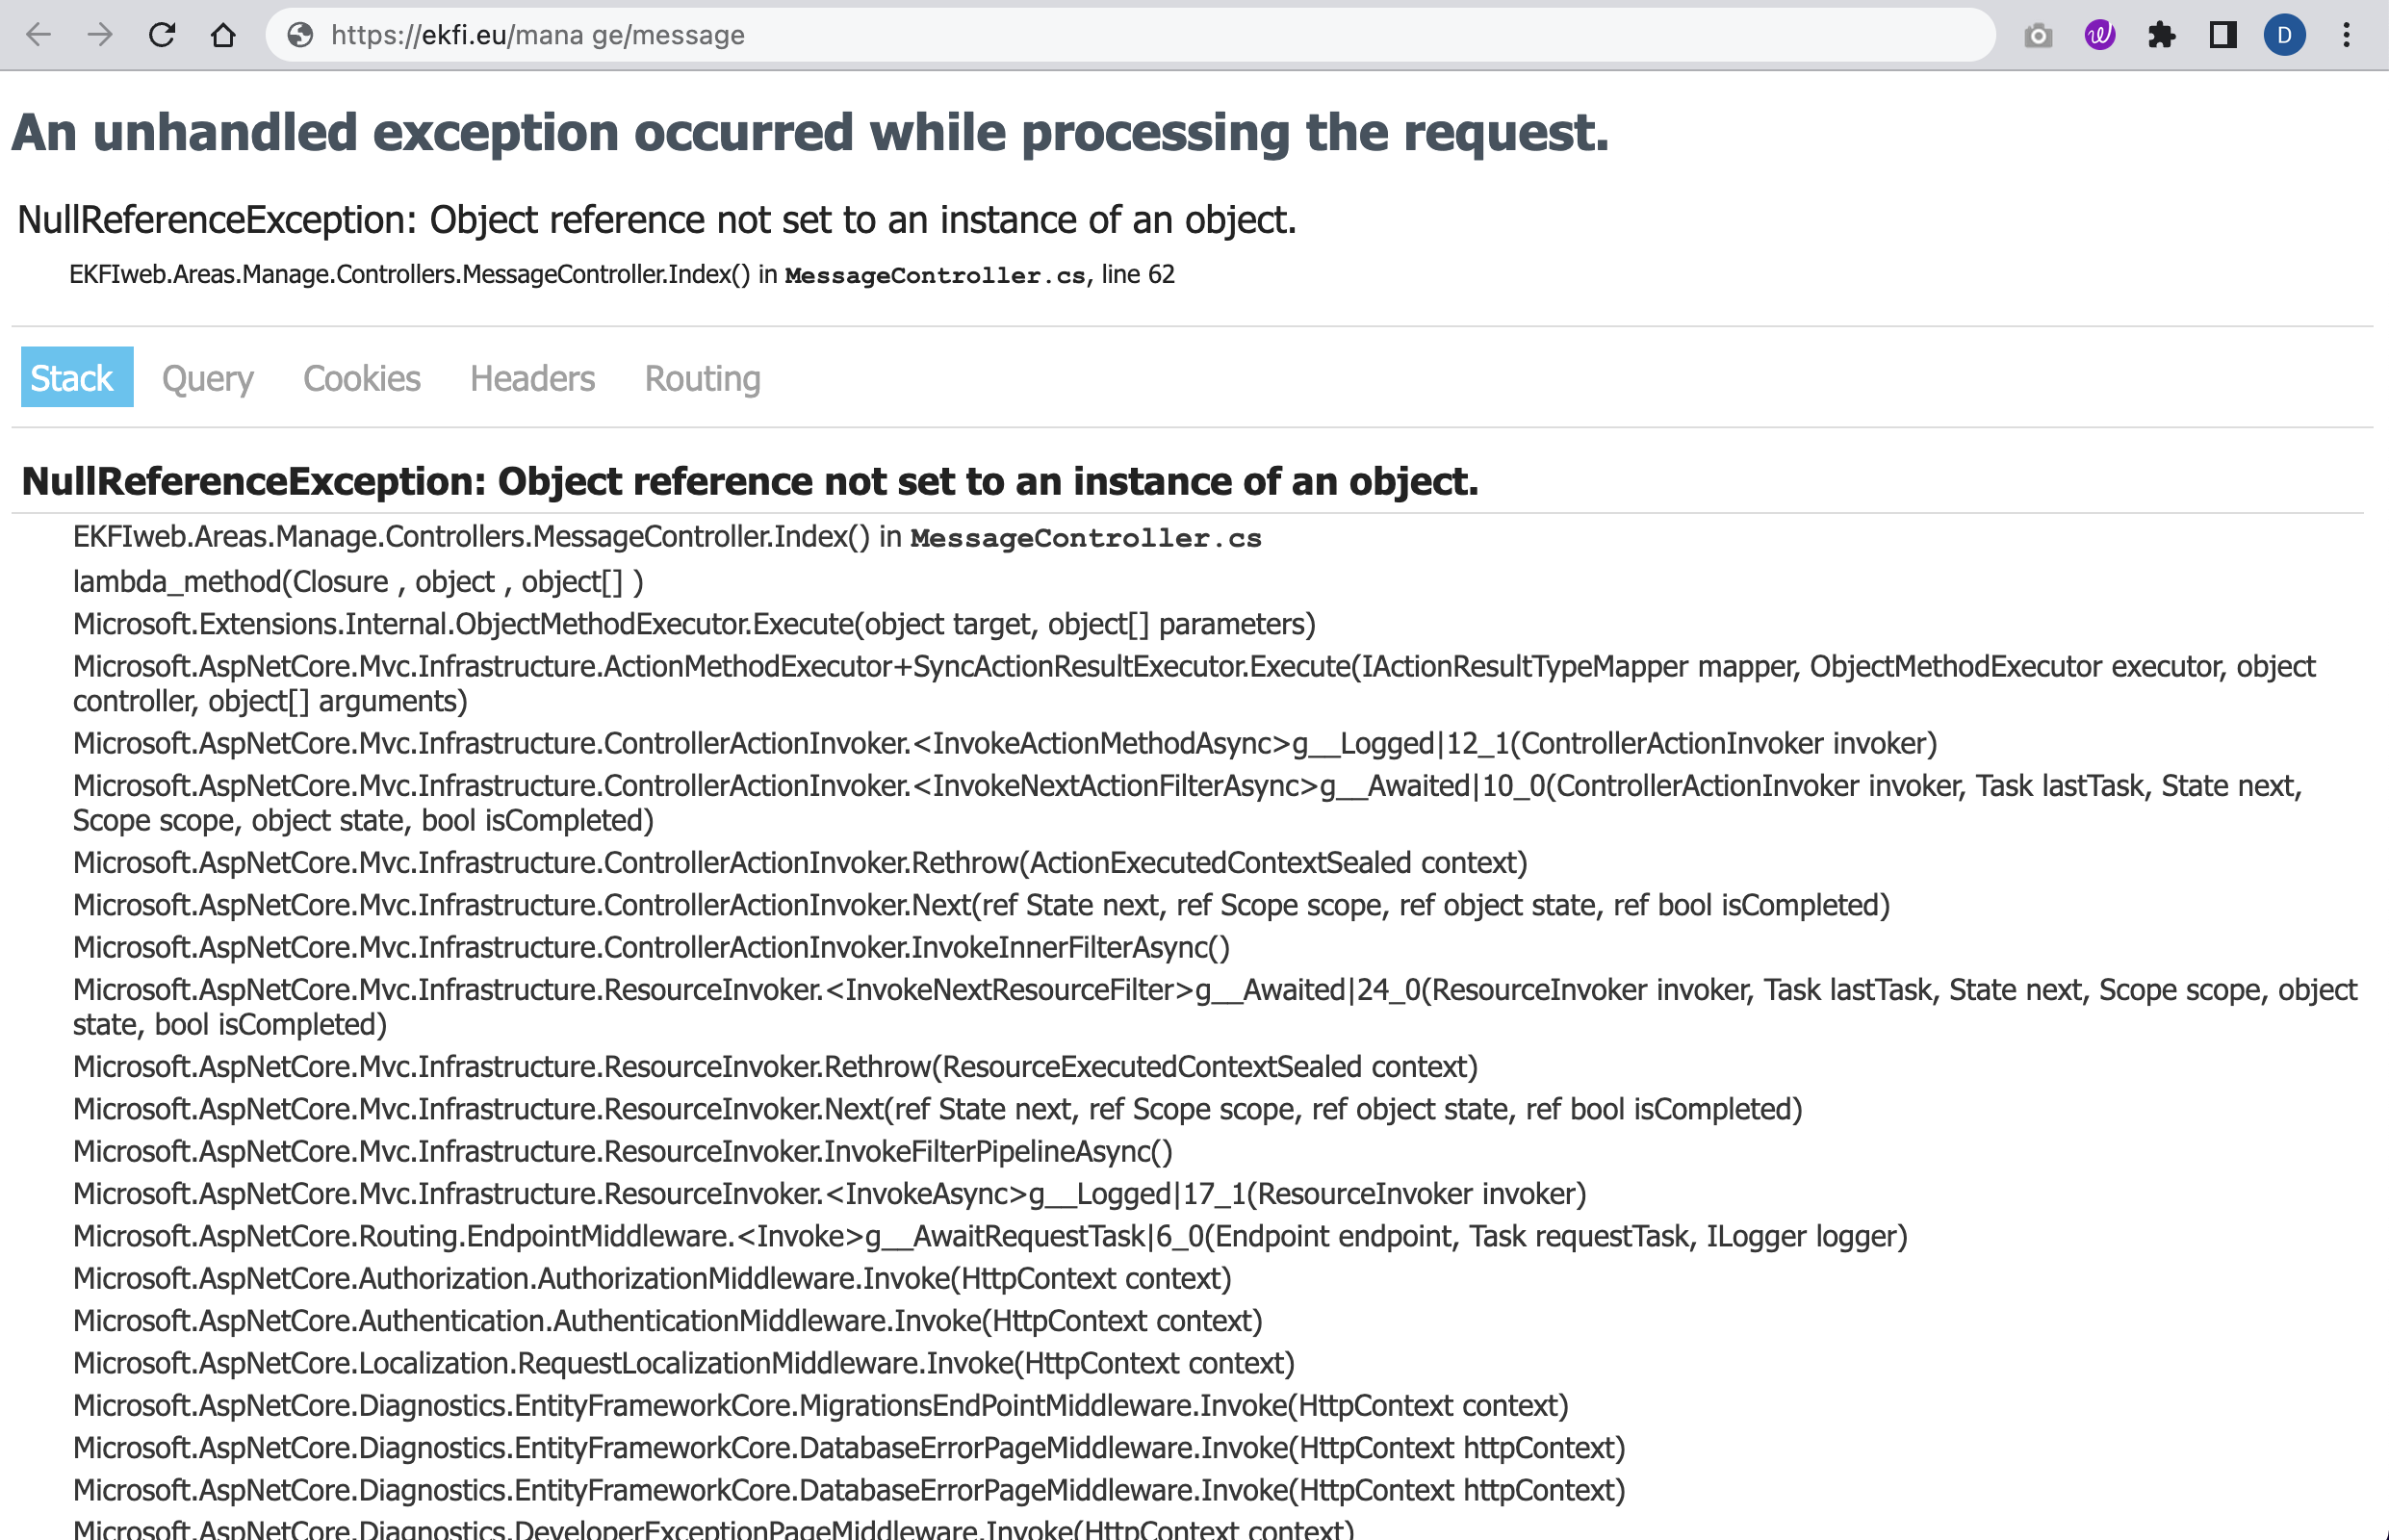 https://ekfi.eu/mana ge/message
D
An unhandled exception occurred while processing the request.
NullReferenceException: Object reference not set to an instance of an object.
EKFIweb.Areas.Manage.Controllers.MessageController.Index() in MessageController.cs, line 62
Stack Query Cookies Headers Routing
NullReferenceException: Object reference not set to an instance of an object.
EKFIweb.Areas.Manage.Controllers.MessageController.Index() in MessageController.cs
lambda_method(Closure , object , object[] )
Microsoft.Extensions.Internal.ObjectMethodExecutor.Execute(object target, object[] parameters)
Microsoft.AspNetCore.Mvc.Infrastructure.ActionMethodExecutor+SyncActionResultExecutor.Execute(IActionResultTypeMapper mapper, ObjectMethodExecutor executor, object
controller, object[] arguments)
Microsoft.AspNetCore.Mvc.Infrastructure.ControllerActionInvoker.<InvokeActionMethodAsync>g__Logged|12_1(ControllerActionInvoker invoker)
Microsoft.AspNetCore.Mvc.Infrastructure.ControllerActionInvoker.<InvokeNextActionFilterAsync>g__Awaited|10_0(ControllerActionInvoker invoker, Task lastTask, State next,
Scope scope, object state, bool isCompleted)
Microsoft.AspNetCore.Mvc.Infrastructure.ControllerActionInvoker.Rethrow(ActionExecutedContextSealed context)
Microsoft.AspNetCore.Mvc.Infrastructure.ControllerActionInvoker.Next(ref State next, ref Scope scope, ref object state, ref bool isCompleted)
Microsoft.AspNetCore.Mvc.Infrastructure.ControllerActionInvoker.InvokeInnerFilterAsync()
Microsoft.AspNetCore.Mvc.Infrastructure.ResourceInvoker.<InvokeNextResourceFilter>g__Awaited|24_0(ResourceInvoker invoker, Task lastTask, State next, Scope scope, object
state, bool isCompleted)
Microsoft.AspNetCore.Mvc.Infrastructure.ResourceInvoker.Rethrow(ResourceExecutedContextSealed context)
Microsoft.AspNetCore.Mvc.Infrastructure.ResourceInvoker.Next(ref State next, ref Scope scope, ref object state, ref bool isCompleted)
Microsoft.AspNetCore.Mvc.Infrastructure.ResourceInvoker.InvokeFilterPipelineAsync()
Microsoft.AspNetCore.Mvc.Infrastructure.ResourceInvoker.<InvokeAsync>g__Logged|17_1(ResourceInvoker invoker)
Microsoft.AspNetCore.Routing.EndpointMiddleware.<Invoke>g__AwaitRequestTask|6_0(Endpoint endpoint, Task requestTask, ILogger logger)
Microsoft.AspNetCore.Authorization.AuthorizationMiddleware.Invoke(HttpContext context)
Microsoft.AspNetCore.Authentication.AuthenticationMiddleware.Invoke(HttpContext context)
Microsoft.AspNetCore.Localization.RequestLocalizationMiddleware.Invoke(HttpContext context)
Microsoft.AspNetCore.Diagnostics.EntityFrameworkCore.MigrationsEndPointMiddleware.Invoke(HttpContext context)
Microsoft.AspNetCore.Diagnostics.EntityFrameworkCore.DatabaseErrorPageMiddleware.Invoke(HttpContext httpContext)
Microsoft.AspNetCore.Diagnostics.EntityFrameworkCore.DatabaseErrorPageMiddleware.Invoke(HttpContext httpContext)
Microsoft.AspNetCore.Diagnostics.DeveloperExceptionPageMiddleware.Invoke(HttpContext context)